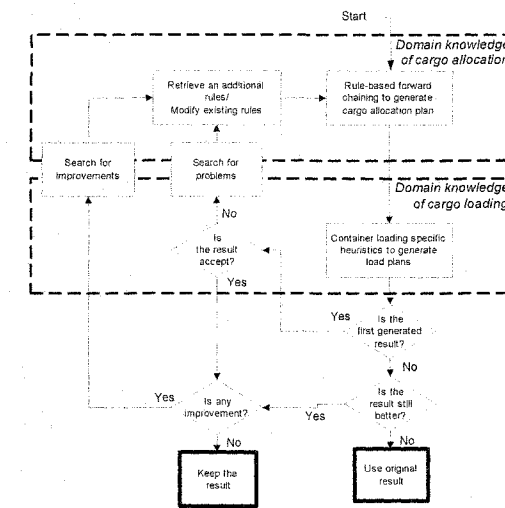 Start
Domain knowledge
of cargo allocation
Retrieve an additional
rules/
Modify existing rules
Rule-based forward
chaining to generate
cargo allocation plan
Search for
improvements
Search for
problems
Domain knowledge
of cargo loading
No
Is
the result
accept?
Container loading specific
heuristics to generate
load plans
Yes
Yes
Is the
first generated
result?
No
Is the
result still
better?
Yes
Is any
improvement?
Yes
No
No
Keep the
result
Use original
result